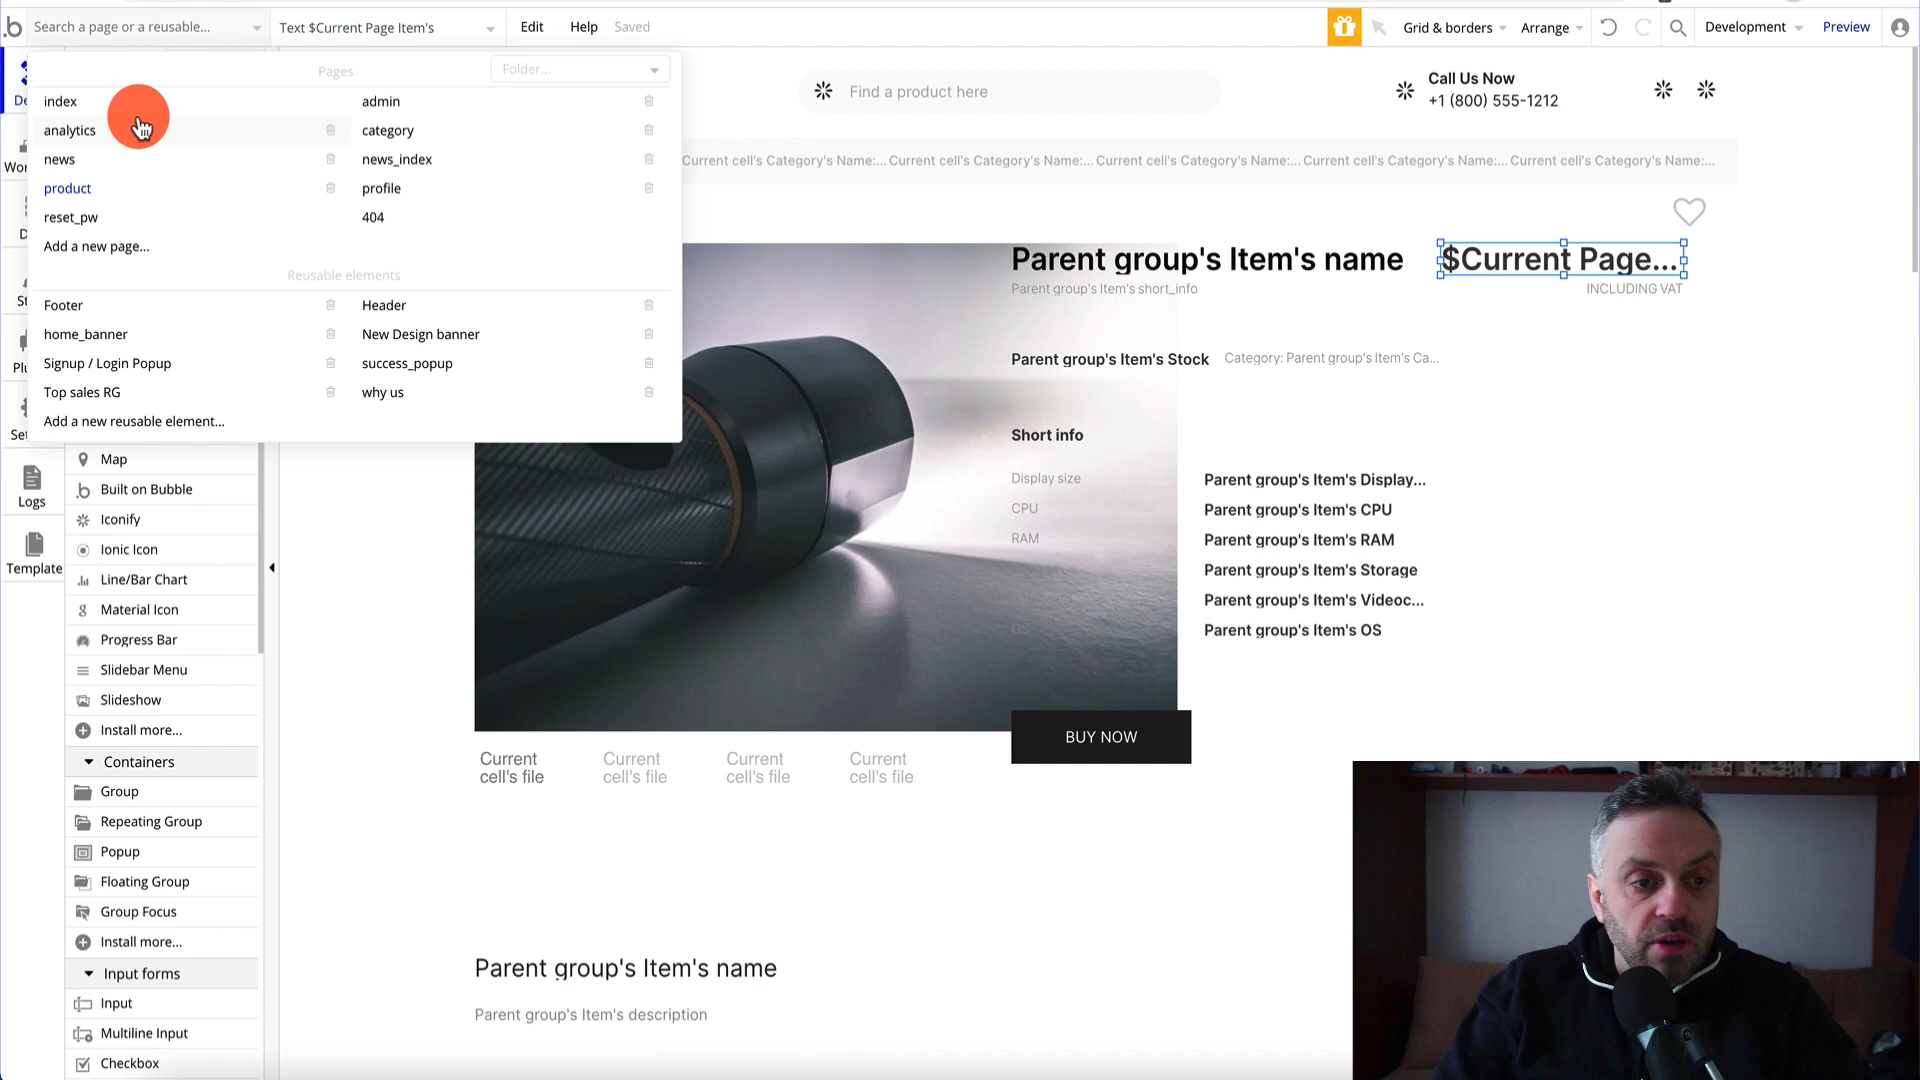 Search a page or a reusable...
Text $Current Page Item's
Edit
Help
Saved
Grid & borders
Arrange
Development
Preview
Pages
Folder...
index
admin
analytics
category
news
news_index
product
profile
reset_pw
404
Add a new page...
Reusable elements
Footer
Header
home_banner
New Design banner
Signup / Login Popup
success_popup
Top sales RG
why us
Add a new reusable element...
Logs
Template
Map
Built on Bubble
Iconify
Ionic Icon
Line/Bar Chart
Material Icon
Progress Bar
Slidebar Menu
Slideshow
Install more...
Containers
Group
Repeating Group
Popup
Floating Group
Group Focus
Install more...
Input forms
Input
Multiline Input
Checkbox
Find a product here
Call Us Now
+1 (800) 555-1212
Current cell's Category's Name:... Current cell's Category's Name:... Current cell's Category's Name:... Current cell's Category's Name:... Current cell's Category's Name:...
Parent group's Item's name
$Current Page...
Parent group's Item's short_info
INCLUDING VAT
Parent group's Item's Stock
Category: Parent group's Item's Ca...
Short info
Display size
Parent group's Item's Display...
CPU
Parent group's Item's CPU
RAM
Parent group's Item's RAM
Parent group's Item's Storage
Parent group's Item's Videoc...
OS
Parent group's Item's OS
BUY NOW
Current
cell's file
Current
cell's file
Current
cell's file
Current
cell's file
Parent group's Item's name
Parent group's Item's description